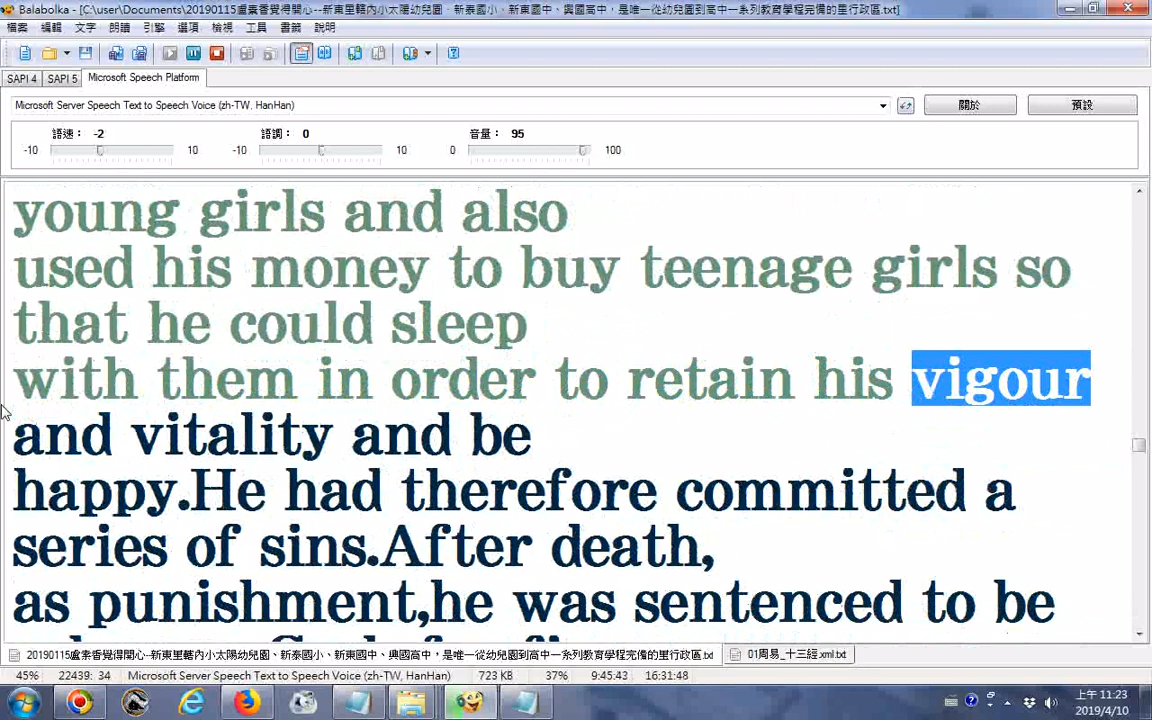 Balabolka - [C:\user\Documents\20190115盧素香覺得開心--新東里轄內小太陽幼兒園、新泰國小、新東國中、興國高中，是唯一從幼兒園到高中一系列教育學程完備的里行政區.txt]
檔案 編輯 文字 朗讀 引擎 選項 檢視 工具 書籤 說明
SAPI 4 SAPI 5 Microsoft Speech Platform
Microsoft Server Speech Text to Speech Voice (zh-TW, HanHan) 關於 預設
語速： -2 語調： 0 音量： 95
-10 10 -10 10 0 100
young girls and also
used his money to buy teenage girls so
that he could sleep
with them in order to retain his vigour
and vitality and be
happy.He had therefore committed a
series of sins.After death,
as punishment,he was sentenced to be
20190115盧素香覺得開心--新東里轄內小太陽幼兒園、新泰國小、新東國中、興國高中，是唯一從幼兒園到高中一系列教育學程完備的里行政區.txt 01周易_十三經.xml.txt
45% 22439: 34 Microsoft Server Speech Text to Speech Voice (zh-TW, HanHan) 723 KB 37% 9:45:43 16:31:48
上午 11:23
2019/4/10